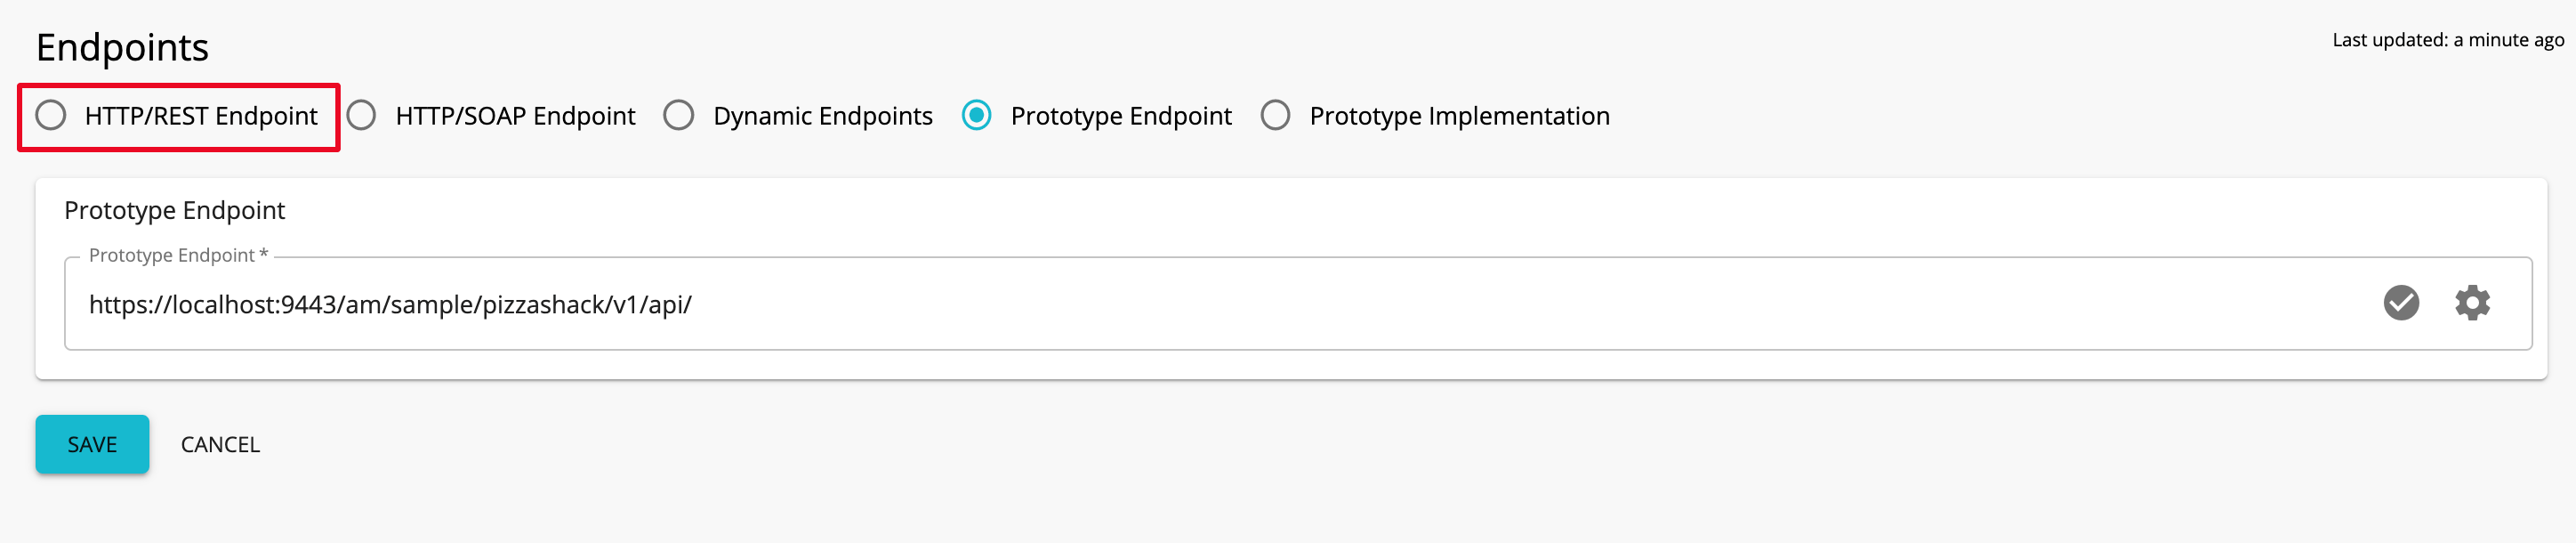 Endpoints
Last updated: a minute ago
HTTP/REST Endpoint HTTP/SOAP Endpoint Dynamic Endpoints Prototype Endpoint Prototype Implementation
Prototype Endpoint
Prototype Endpoint *
https://localhost:9443/am/sample/pizzashack/v1/api/
SAVE CANCEL